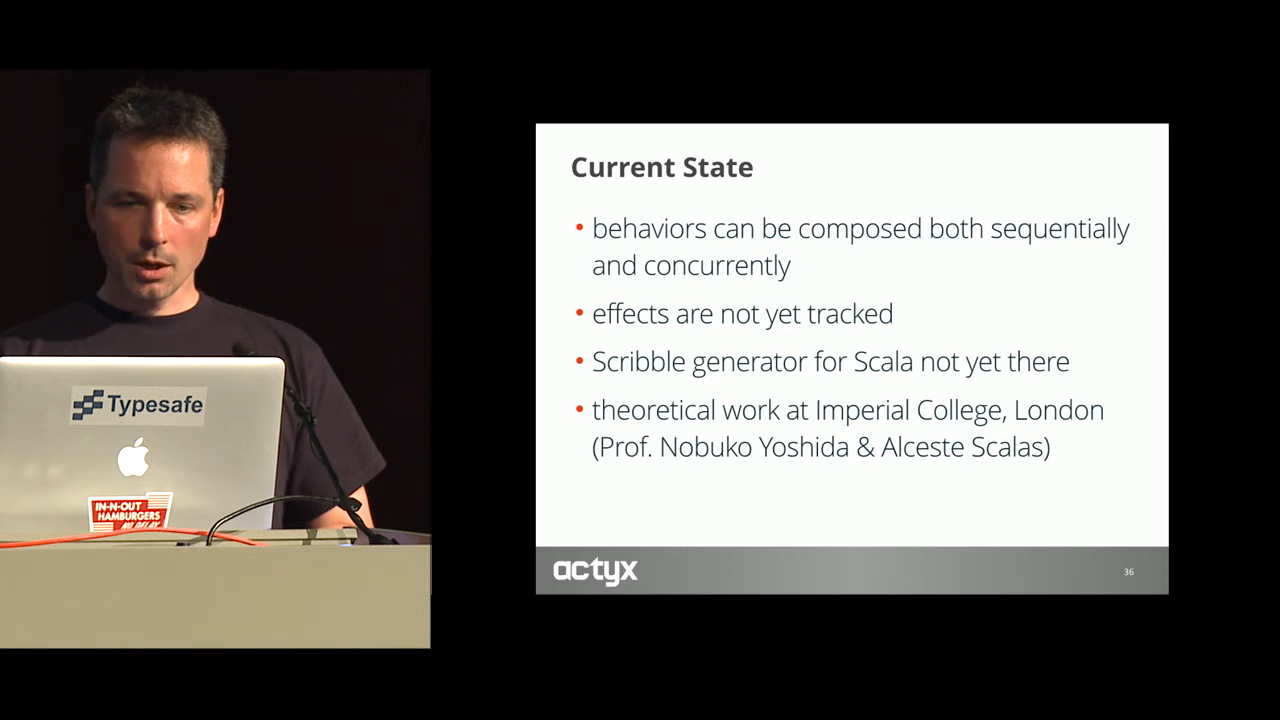 Typesafe
IN-N-OUT
HAMBURGERS
NO DELAY
Current State
• behaviors can be composed both sequentially
and concurrently
• effects are not yet tracked
• Scribble generator for Scala not yet there
• theoretical work at Imperial College, London
(Prof. Nobuko Yoshida & Alceste Scalas)
actyx
36